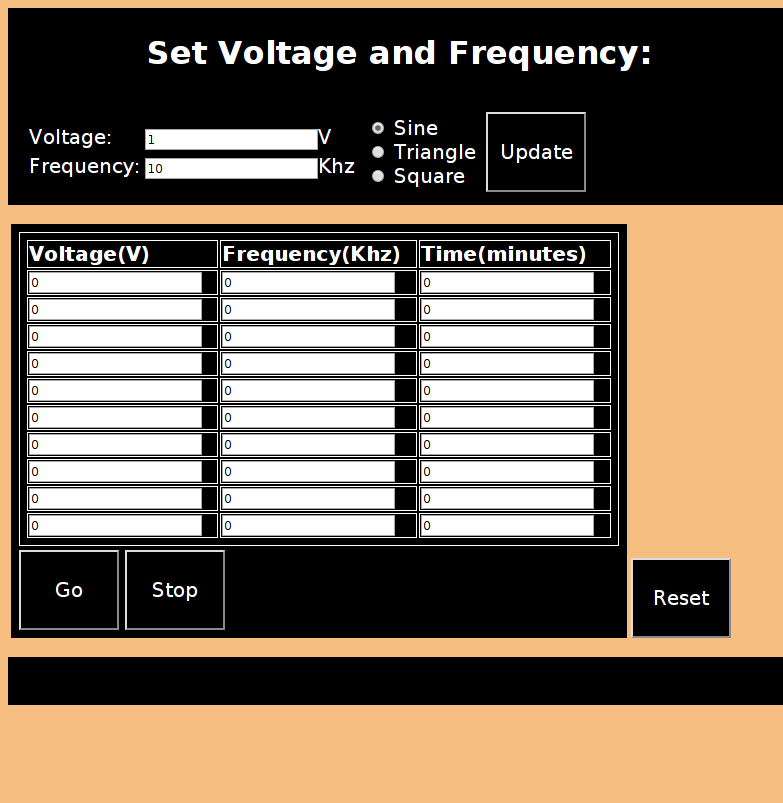 Set Voltage and Frequency:
Voltage: 1 V
Frequency: 10 Khz
Sine
Triangle
Square
Update
Voltage(V) Frequency(Khz) Time(minutes)
0 0 0
0 0 0
0 0 0
0 0 0
0 0 0
0 0 0
0 0 0
0 0 0
0 0 0
0 0 0
Go Stop Reset